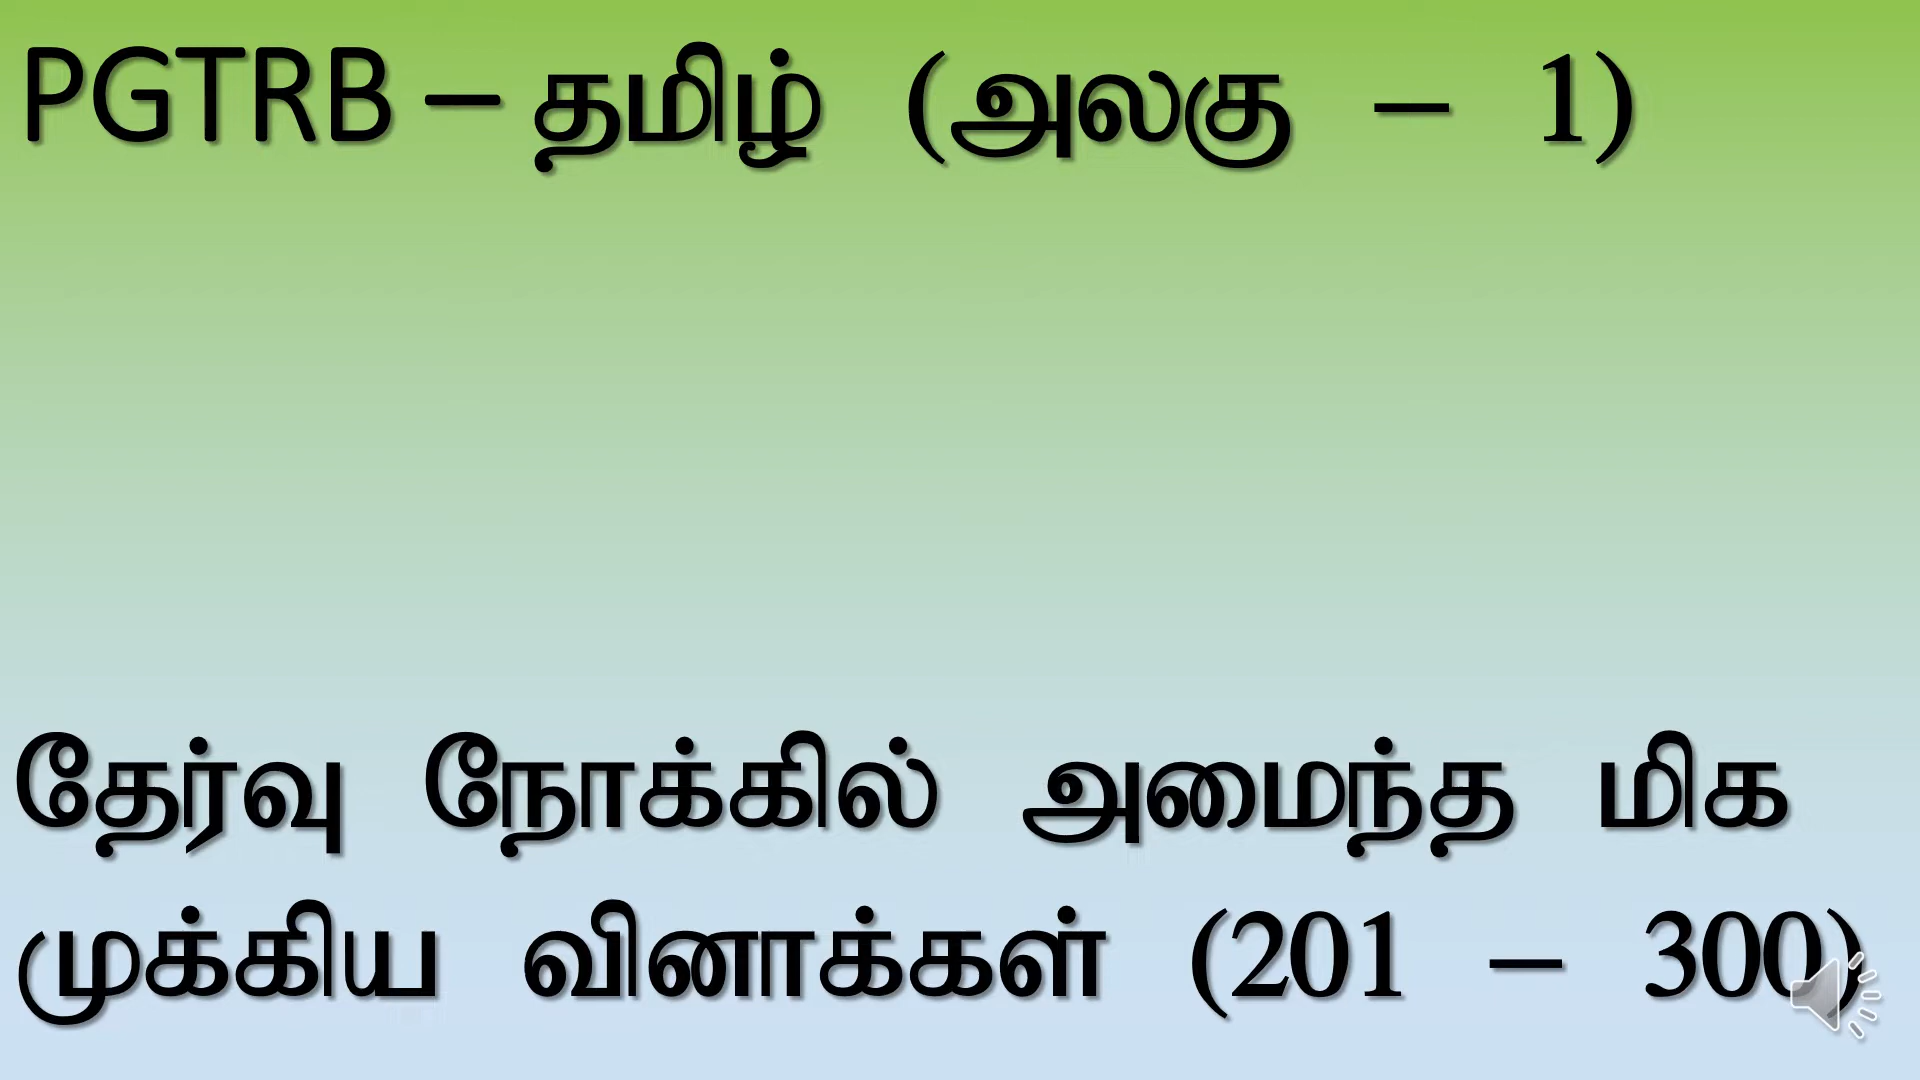 PGTRB – தமிழ் (அலகு – 1)
தேர்வு நோக்கில் அமைந்த மிக
முக்கிய வினாக்கள் (201 – 300)